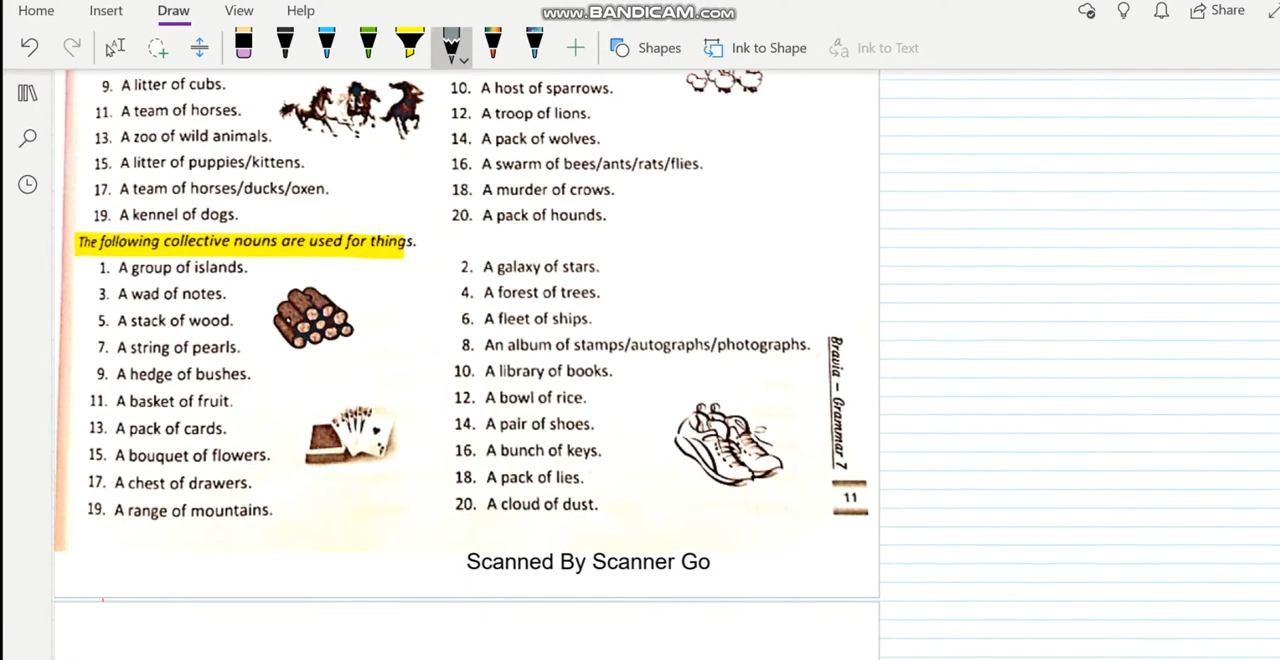 Home Insert Draw View Help
www.BANDICAM.com
Share
Shapes Ink to Shape Ink to Text
9. A litter of cubs.
10. A host of sparrows.
11. A team of horses.
12. A troop of lions.
13. A zoo of wild animals.
14. A pack of wolves.
15. A litter of puppies/kittens.
16. A swarm of bees/ants/rats/flies.
17. A team of horses/ducks/oxen.
18. A murder of crows.
19. A kennel of dogs.
20. A pack of hounds.
The following collective nouns are used for things.
1. A group of islands.
2. A galaxy of stars.
3. A wad of notes.
4. A forest of trees.
5. A stack of wood.
6. A fleet of ships.
7. A string of pearls.
8. An album of stamps/autographs/photographs.
9. A hedge of bushes.
10. A library of books.
11. A basket of fruit.
12. A bowl of rice.
13. A pack of cards.
14. A pair of shoes.
15. A bouquet of flowers.
16. A bunch of keys.
17. A chest of drawers.
18. A pack of lies.
19. A range of mountains.
20. A cloud of dust.
Bravia – Grammar 7
11
Scanned By Scanner Go